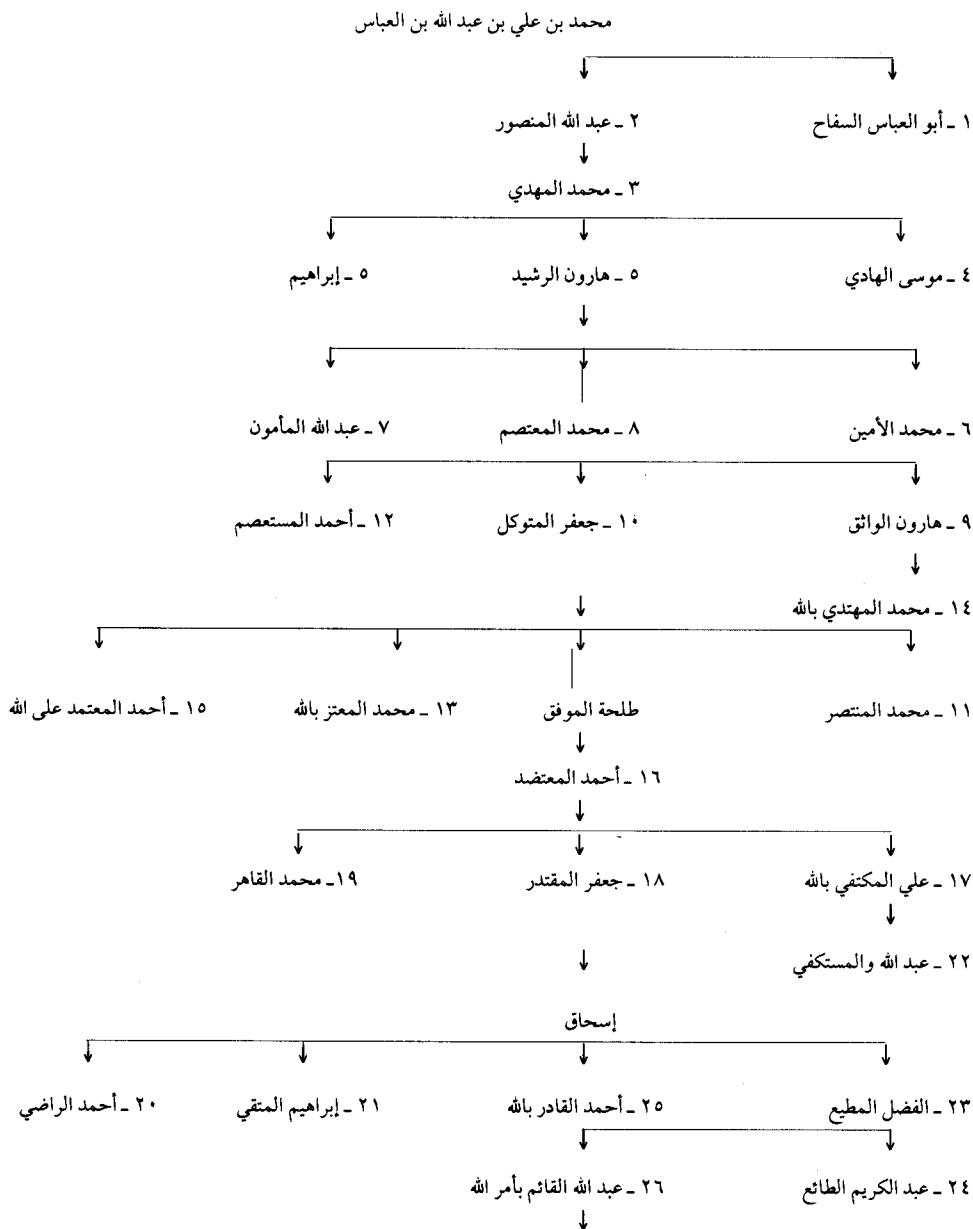 محمد بن علي بن عبد الله بن العباس
١ ـ أبو العباس السفاح ٢ ـ عبد الله المنصور
٣ ـ محمد المهدي
٤ ـ موسى الهادي ٥ ـ هارون الرشيد ٥ ـ إبراهيم
٦ ـ محمد الأمين ٨ ـ محمد المعتصم ٧ ـ عبد الله المأمون
٩ ـ هارون الواثق ١٠ ـ جعفر المتوكل ١٢ ـ أحمد المستعصم
١٤ ـ محمد المهتدي بالله
١١ ـ محمد المنتصر طلحة الموفق ١٣ ـ محمد المعتز بالله ١٥ ـ أحمد المعتمد على الله
١٦ ـ أحمد المعتضد
١٧ ـ علي المكتفي بالله ١٨ ـ جعفر المقتدر ١٩ـ محمد القاهر
٢٢ ـ عبد الله والمستكفي
إسحاق
٢٣ ـ الفضل المطيع ٢٥ ـ أحمد القادر بالله ٢١ ـ إبراهيم المتقي ٢٠ ـ أحمد الراضي
٢٤ ـ عبد الكريم الطائع ٢٦ ـ عبد الله القائم بأمر الله